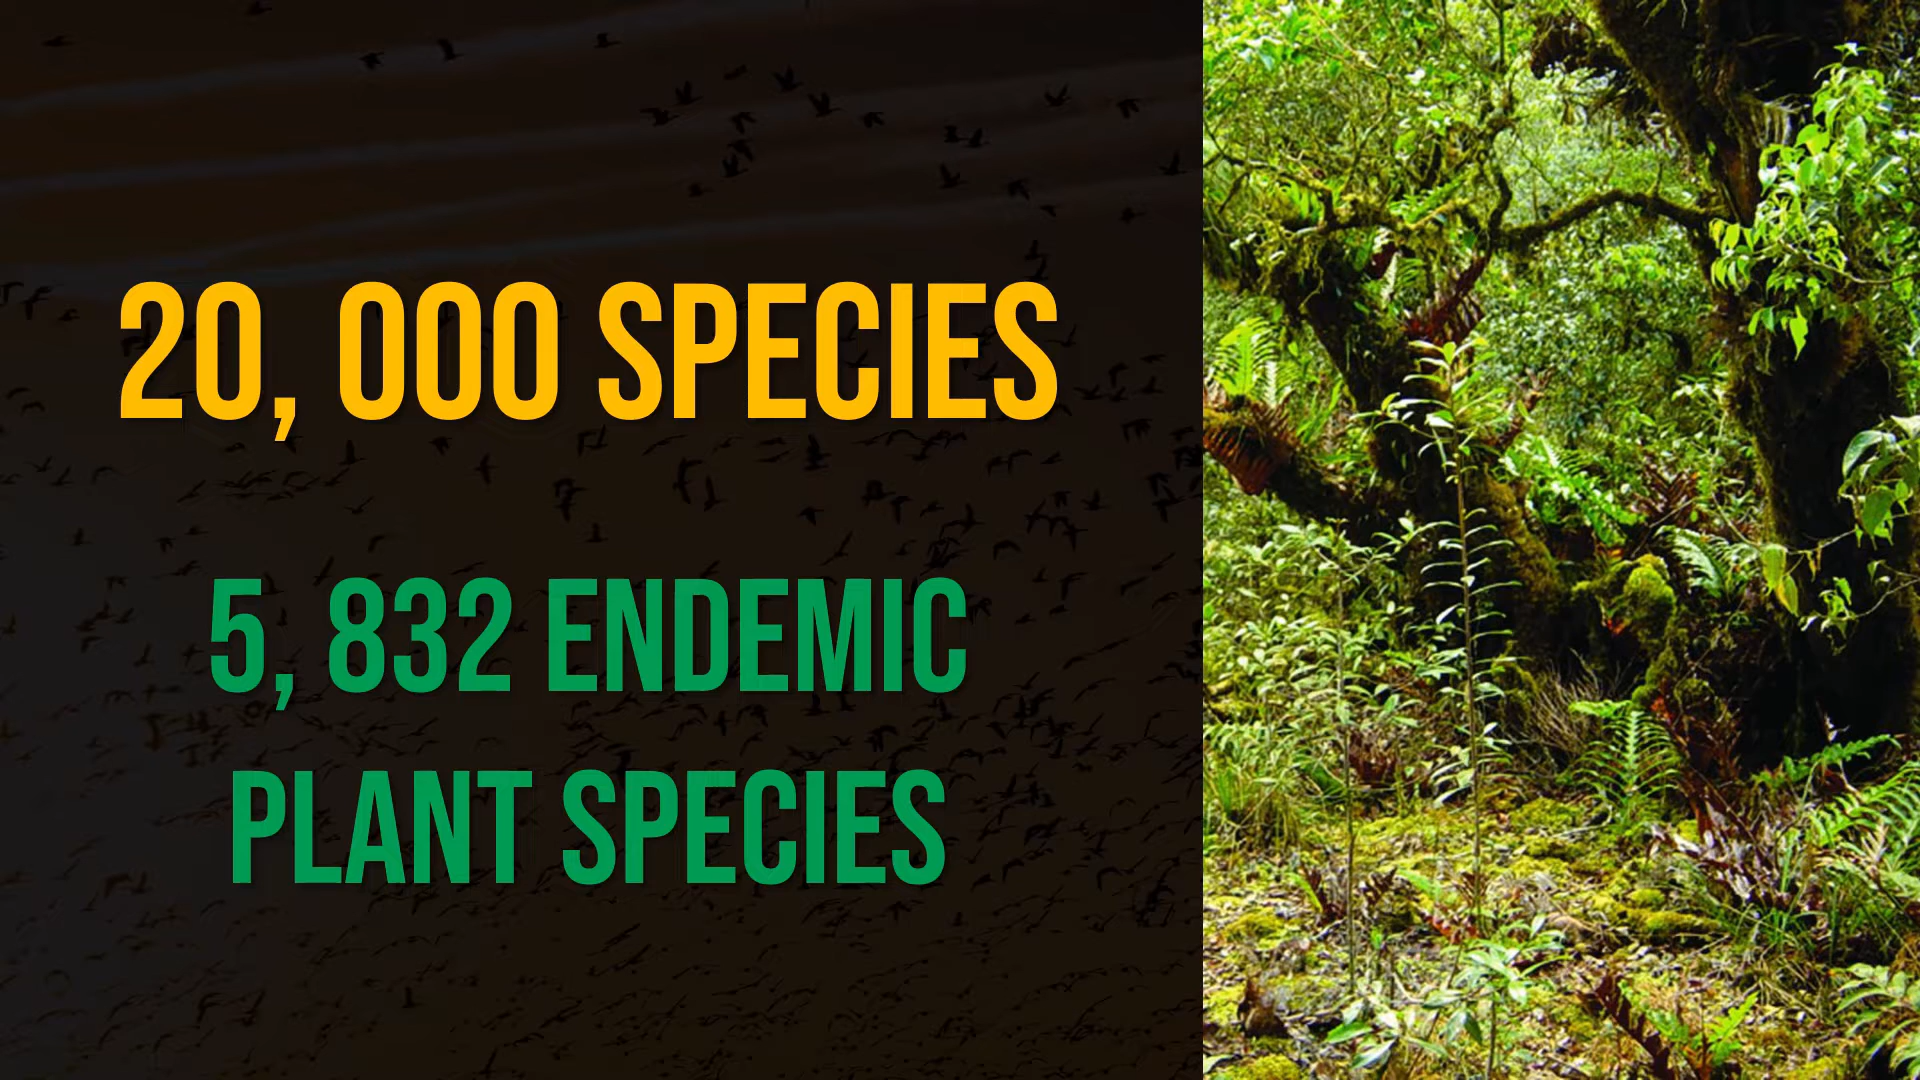 20, 000 SPECIES
5, 832 ENDEMIC
PLANT SPECIES